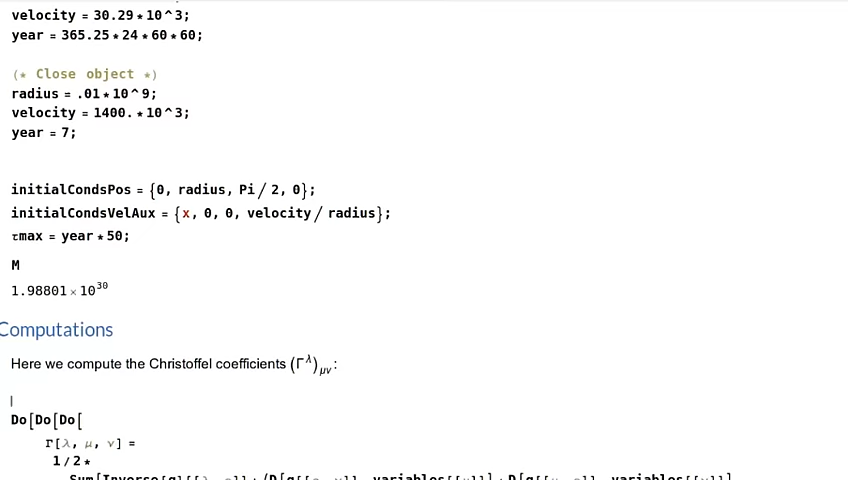 velocity = 30.29*10^3;
year = 365.25*24*60*60;
(* Close object *)
radius = .01*10^9;
velocity = 1400.*10^3;
year = 7;
initialCondsPos = {0, radius, Pi/2, 0};
initialCondsVelAux = {x, 0, 0, velocity/radius};
τmax = year*50;
M
1.98801×10³⁰
Computations
Here we compute the Christoffel coefficients (Γ^λ)_μν:
Do[Do[Do[
Γ[λ, μ, ν] =
1/2*